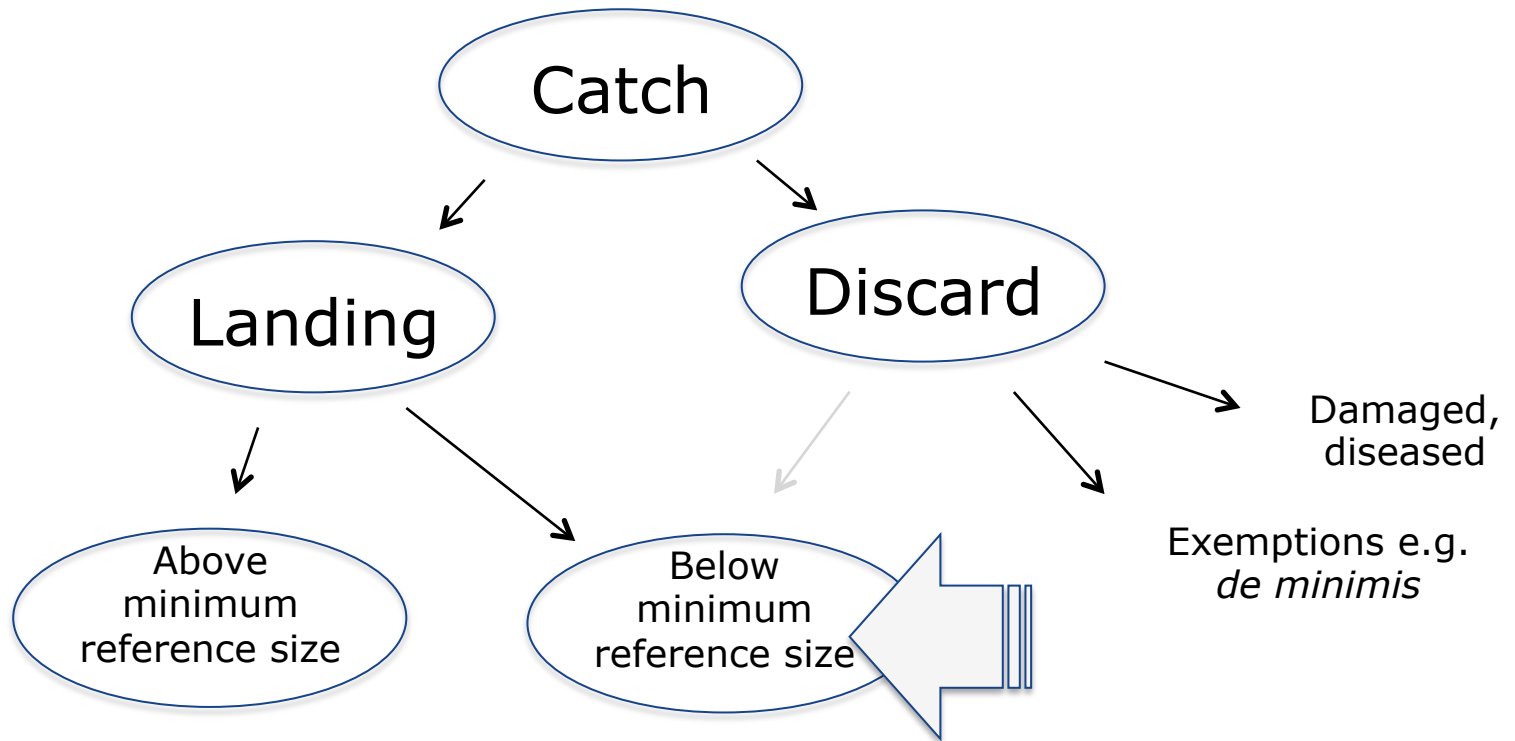 Catch
Landing
Discard
Damaged,
diseased
Exemptions e.g.
de minimis
Above
minimum
reference size
Below
minimum
reference size